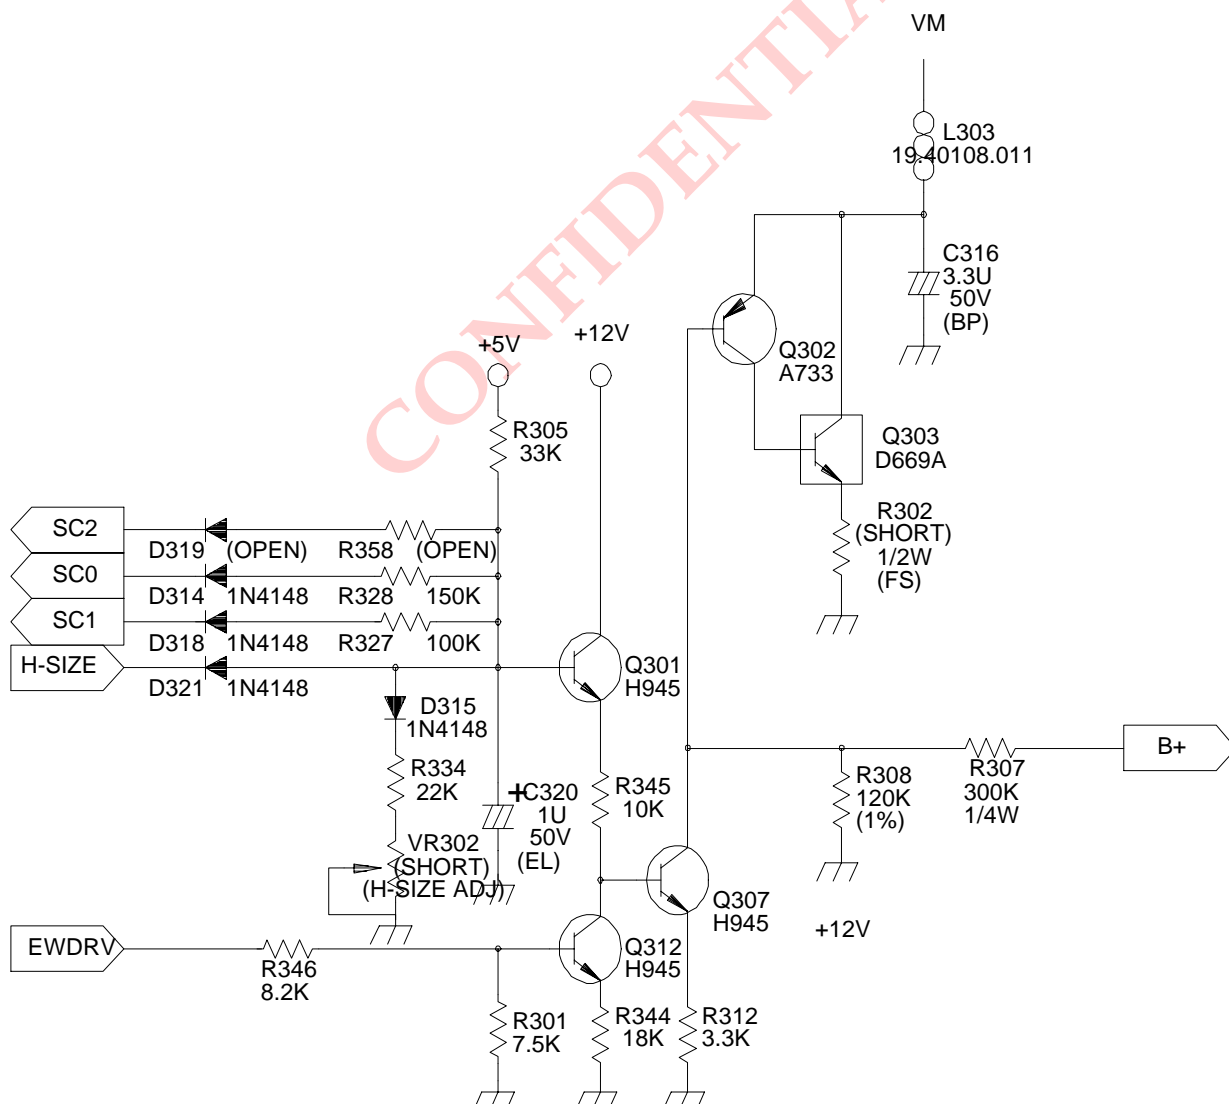 CONFIDENTIA
VM
L303
19.40108.011
C316
3.3U
50V
(BP)
Q302
A733
+5V
+12V
R305
33K
Q303
D669A
R302
(SHORT)
1/2W
(FS)
SC2
D319
(OPEN)
R358
(OPEN)
SC0
D314
1N4148
R328
150K
SC1
D318
1N4148
R327
100K
H-SIZE
D321
1N4148
Q301
H945
D315
1N4148
R334
22K
+
C320
1U
50V
(EL)
R345
10K
VR302
(SHORT)
(H-SIZE ADJ)
R308
120K
(1%)
R307
300K
1/4W
B+
Q307
H945
+12V
EWDRV
R346
8.2K
Q312
H945
R301
7.5K
R344
18K
R312
3.3K